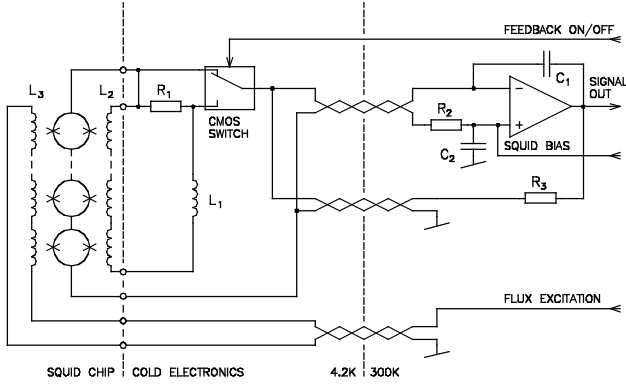 FEEDBACK ON/OFF
L3
L2
R1
C1
SIGNAL
OUT
CMOS
SWITCH
R2
SQUID BIAS
C2
L1
R3
FLUX EXCITATION
SQUID CHIP
COLD ELECTRONICS
4.2K
300K